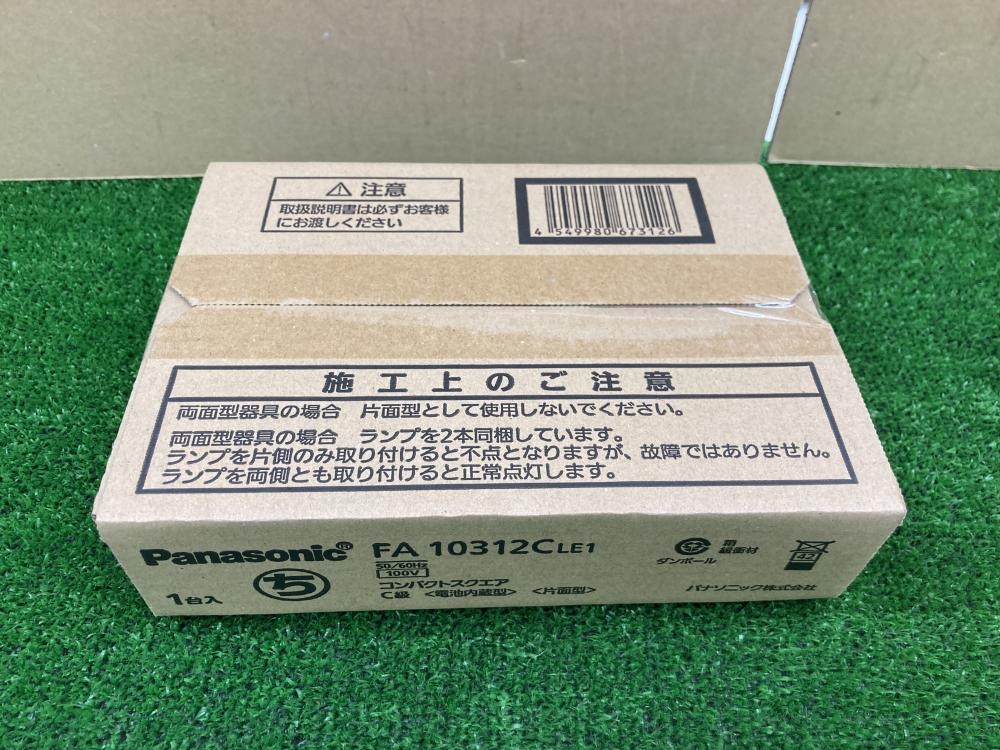 ⚠ 注意
取扱説明書は必ずお客様
にお渡しください
4 549980 673126
施工上のご注意
両面型器具の場合 片面型として使用しないでください。
両面型器具の場合 ランプを2本同梱しています。
ランプを片側のみ取り付けると不点となりますが、故障ではありません。
ランプを両側とも取り付けると正常点灯します。
Panasonic® FA 10312C LE1
50/60Hz
100V
コンパクトスクエア
C級 <電池内蔵型> <片面型>
1台入
ち
ダンボール
箱
緩衝材
42
パナソニック株式会社